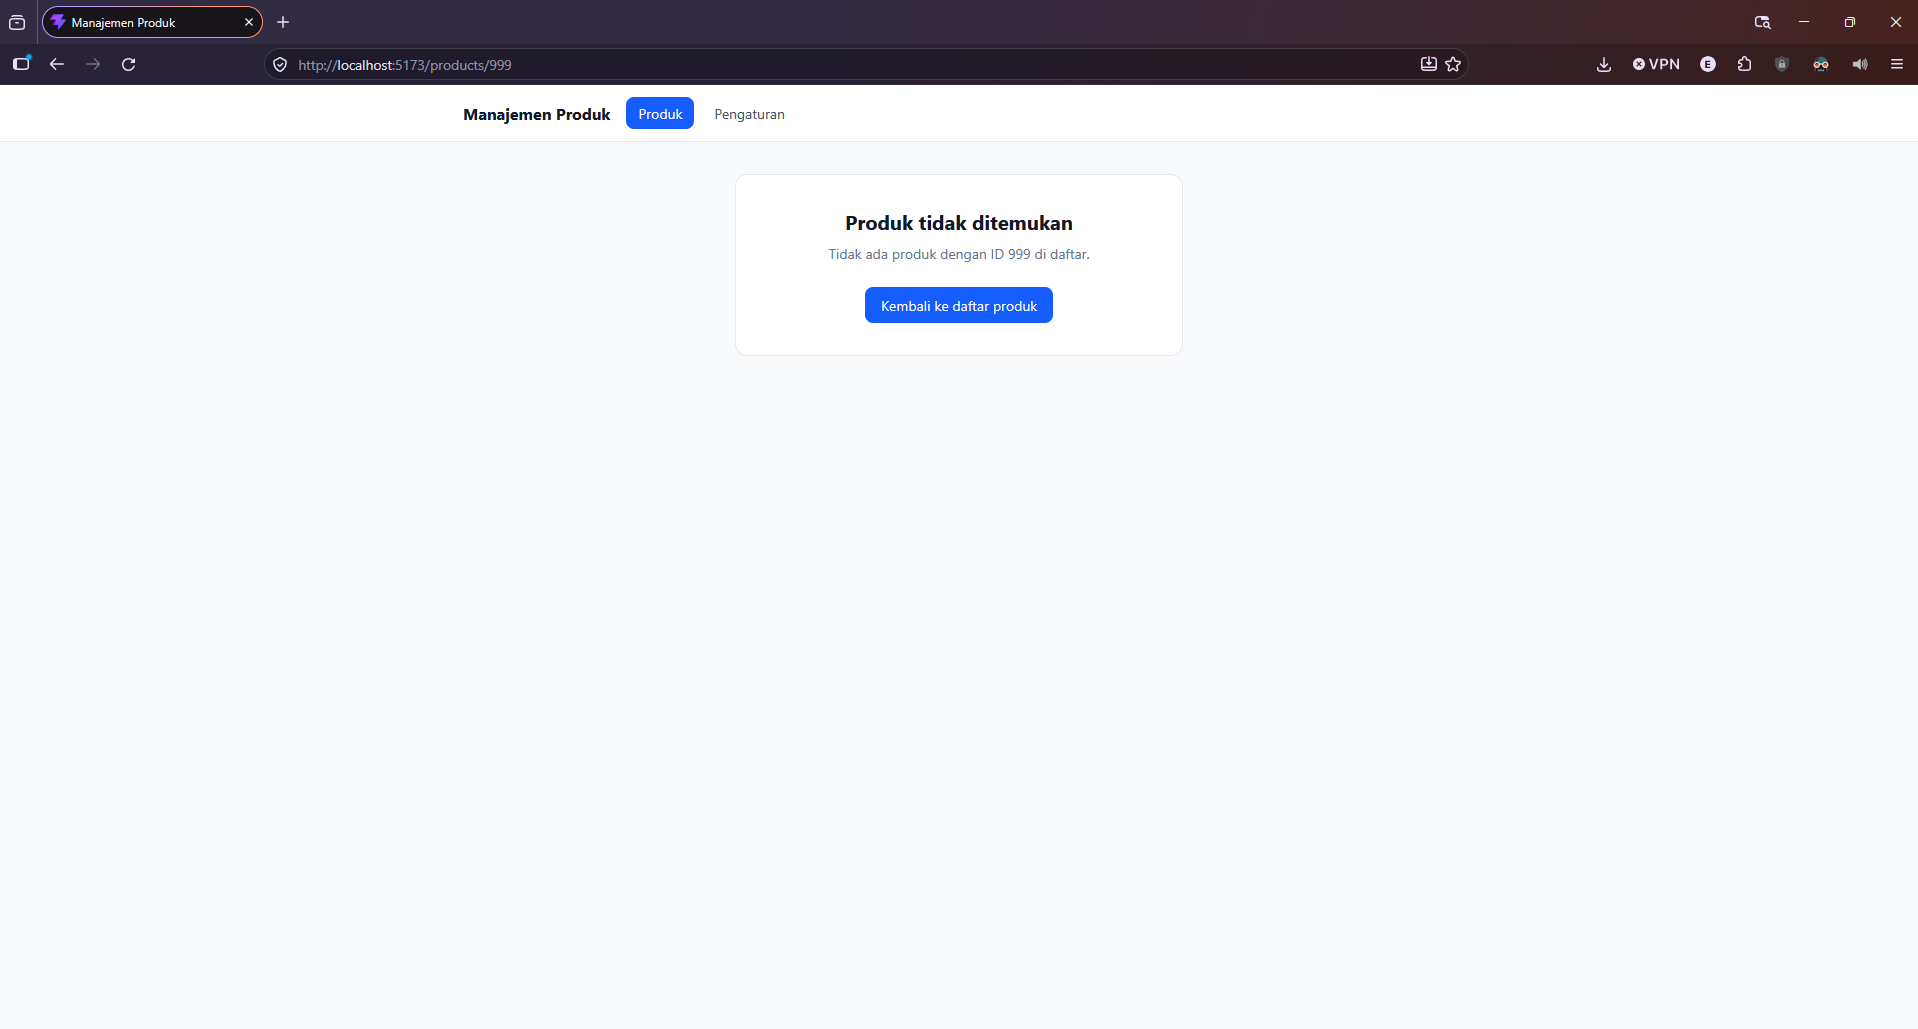 Manajemen Produk
http://localhost:5173/products/999
VPN
E
Manajemen Produk
Produk
Pengaturan
Produk tidak ditemukan
Tidak ada produk dengan ID 999 di daftar.
Kembali ke daftar produk